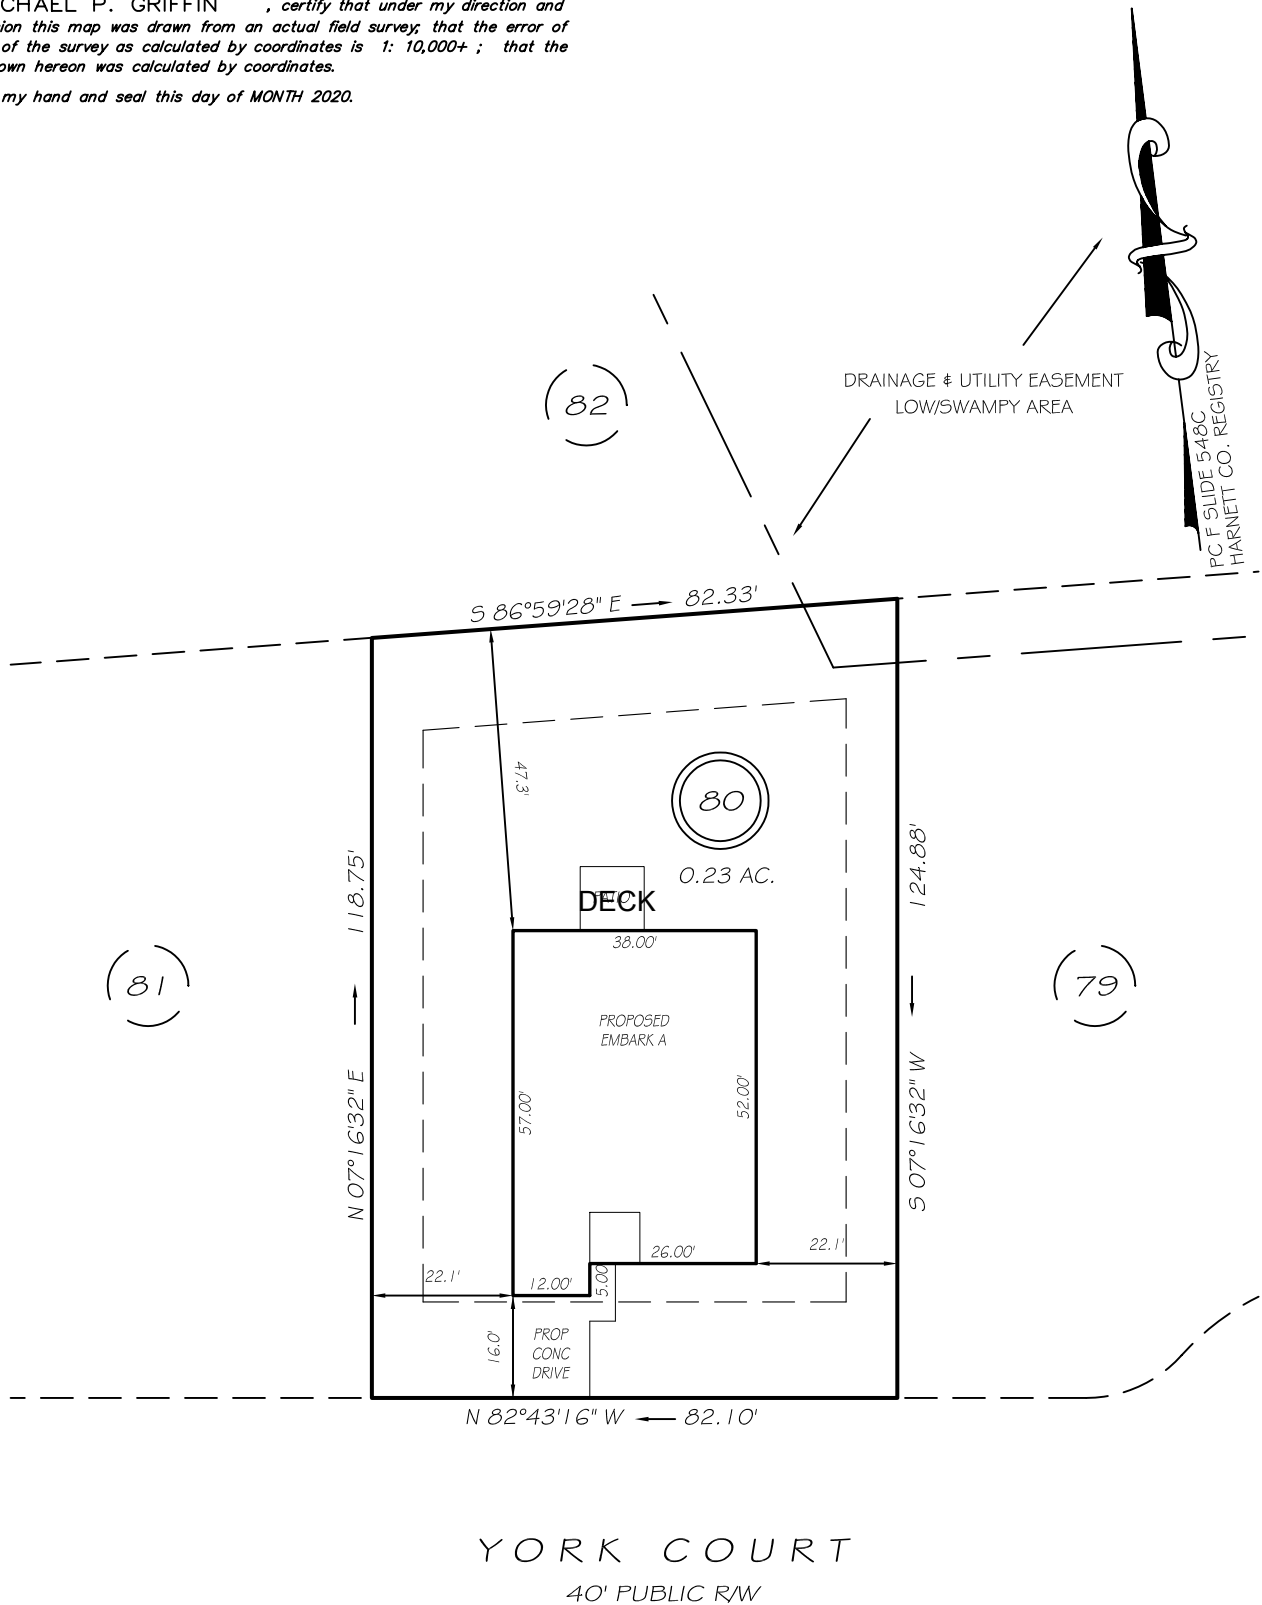 CHAEL P. GRIFFIN , certify that under my direction and
ion this map was drawn from an actual field survey; that the error of
of the survey as calculated by coordinates is 1: 10,000+ ; that the
own hereon was calculated by coordinates.
my hand and seal this day of MONTH 2020.
82
DRAINAGE & UTILITY EASEMENT
LOW/SWAMPY AREA
PC F SLIDE 548C
HARNETT CO. REGISTRY
S 86°59'28" E 82.33'
47.3'
80
0.23 AC.
118.75'
124.88'
PATIO
DECK
38.00'
81
79
PROPOSED
EMBARK A
N 07°16'32" E
57.00'
52.00'
S 07°16'32" W
26.00'
22.1'
22.1'
12.00'
5.00'
16.0'
PROP
CONC
DRIVE
N 82°43'16" W 82.10'
YORK COURT
40' PUBLIC R/W